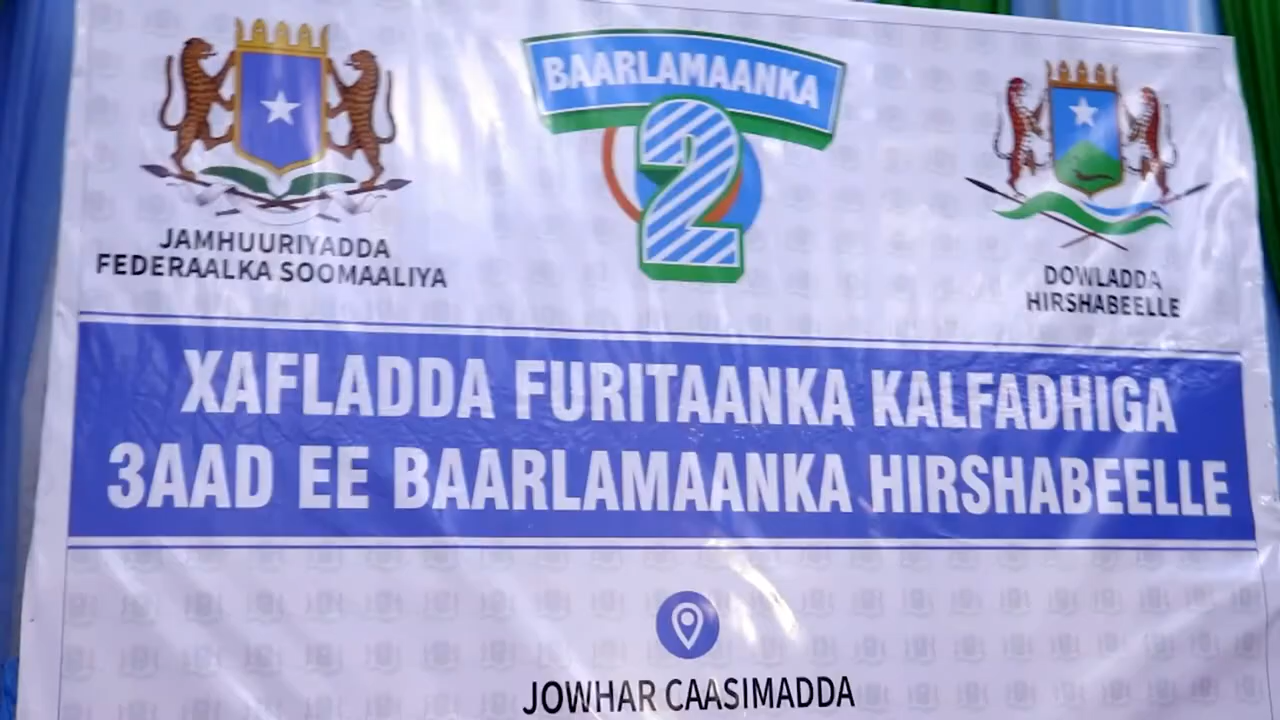 BAARLAMAANKA
2
JAMHUURIYADDA
FEDERAALKA SOOMAALIYA
DOWLADDA
HIRSHABEELLE
XAFLADDA FURITAANKA KALFADHIGA
3AAD EE BAARLAMAANKA HIRSHABEELLE
JOWHAR CAASIMADDA